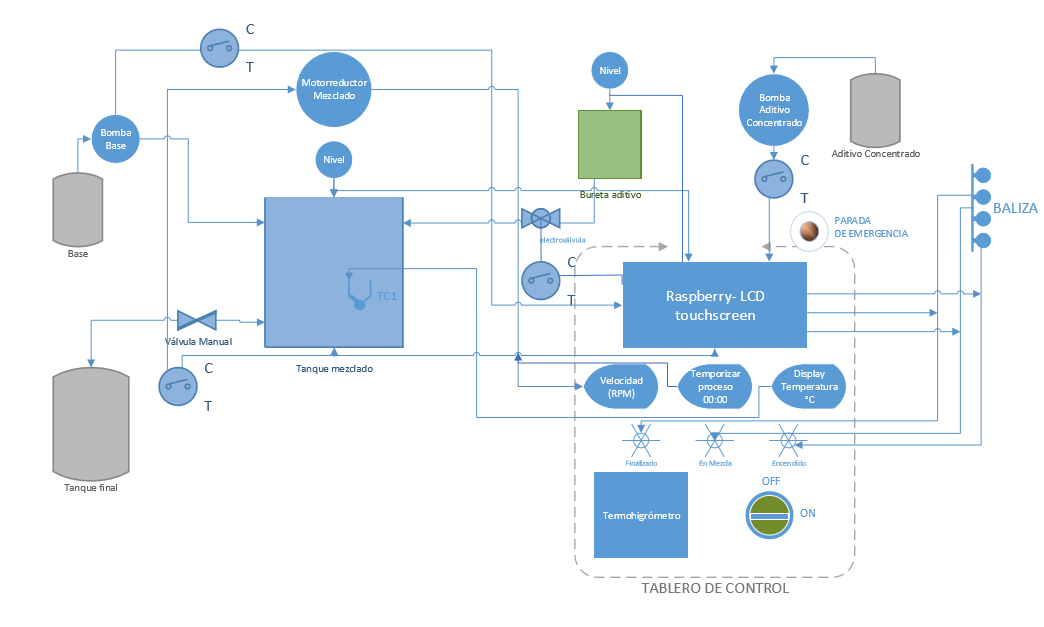 C
T
Motorreductor
Mezclado
Nivel
Bomba
Aditivo
Concentrado
Bomba
Base
Nivel
Aditivo Concentrado
C
T
Bureta aditivo
BALIZA
PARADA
DE EMERGENCIA
electroválvula
Base
C
T
TC1
Raspberry- LCD
touchscreen
Válvula Manual
Tanque mezclado
C
T
Velocidad
(RPM)
Temporizar
proceso
00:00
Display
Temperatura
°C
Finalizado
En Mezcla
Encendido
Tanque final
OFF
ON
Termohigrómetro
TABLERO DE CONTROL